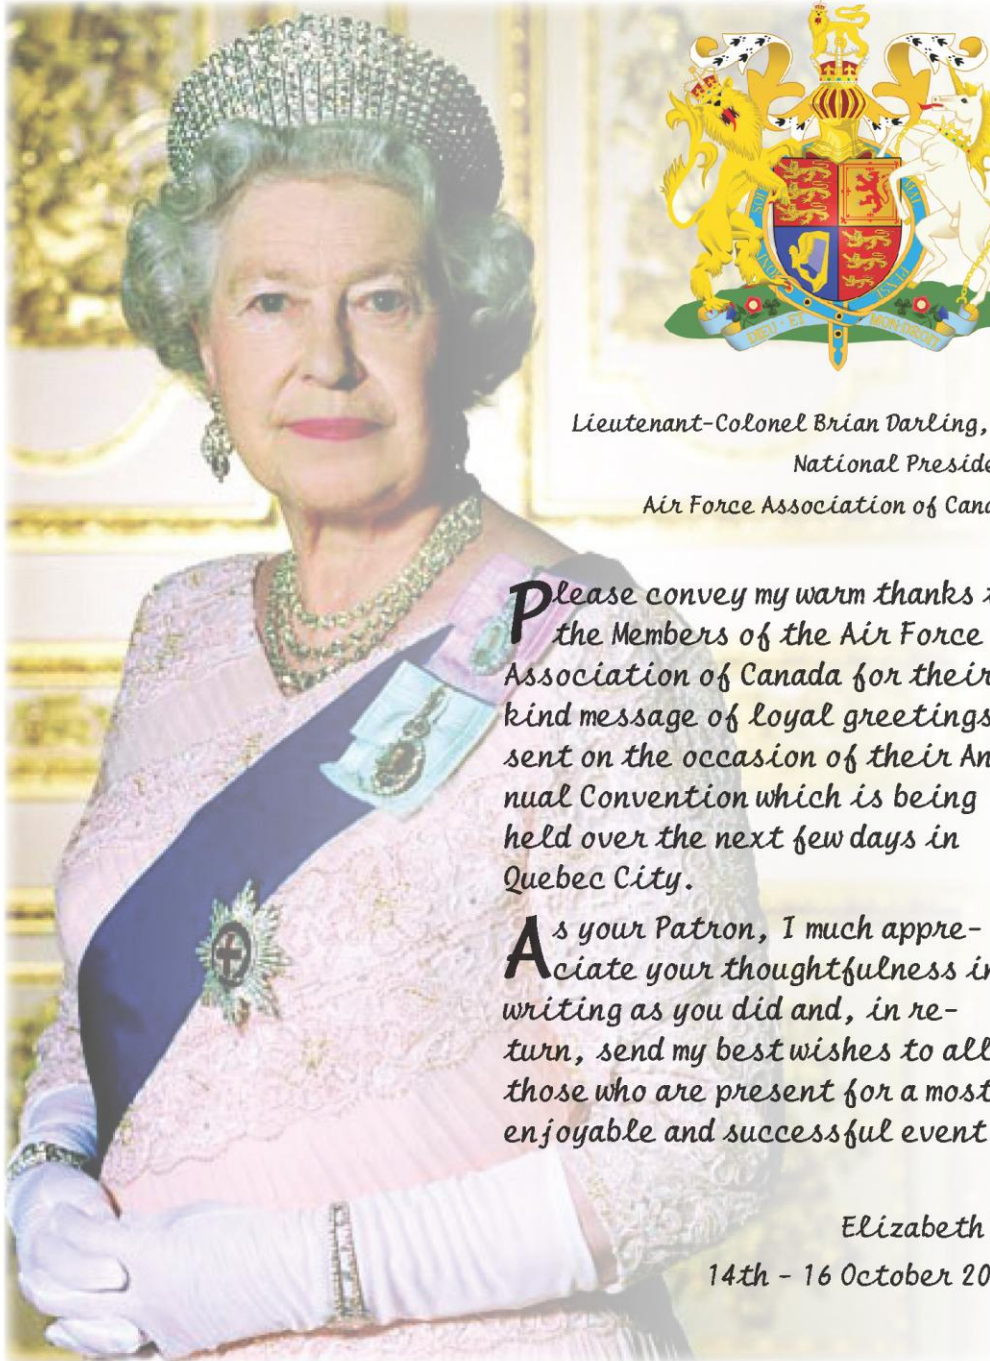 DIEU · ET MON·DROIT
Lieutenant-Colonel Brian Darling,
National
Air Force Association of
Please convey my warm thanks
the Members of the Air Force
Association of Canada for their
kind message of loyal greetings
sent on the occasion of their An
nual Convention which is being
held over the next few days in
Quebec City.
As your Patron, I much appre-
ciate your thoughtfulness in
writing as you did and, in re-
turn, send my best wishes to all
those who are present for a most
enjoyable and successful event
Elizabeth
14th - 16 October